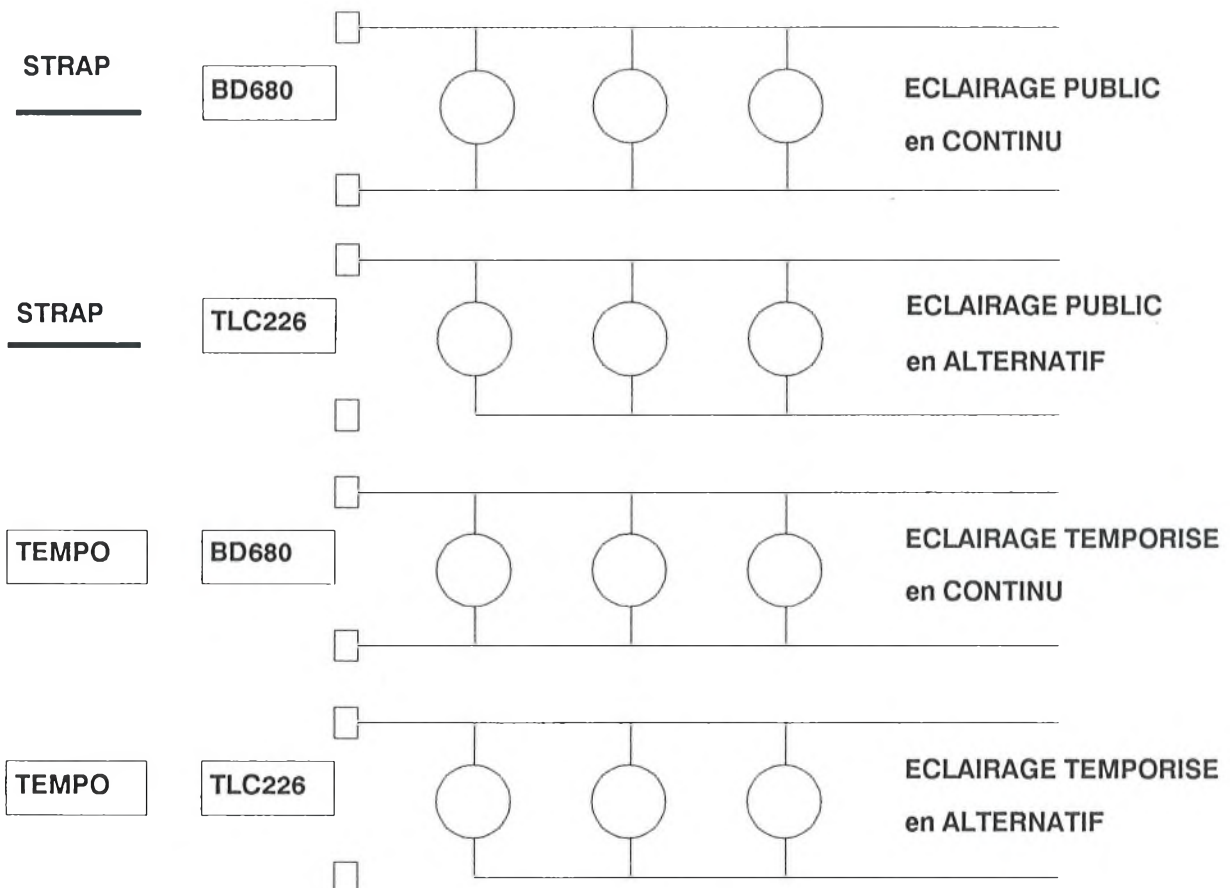 STRAP
BD680
ECLAIRAGE PUBLIC
en CONTINU
STRAP
TLC226
ECLAIRAGE PUBLIC
en ALTERNATIF
TEMPO
BD680
ECLAIRAGE TEMPORISE
en CONTINU
TEMPO
TLC226
ECLAIRAGE TEMPORISE
en ALTERNATIF